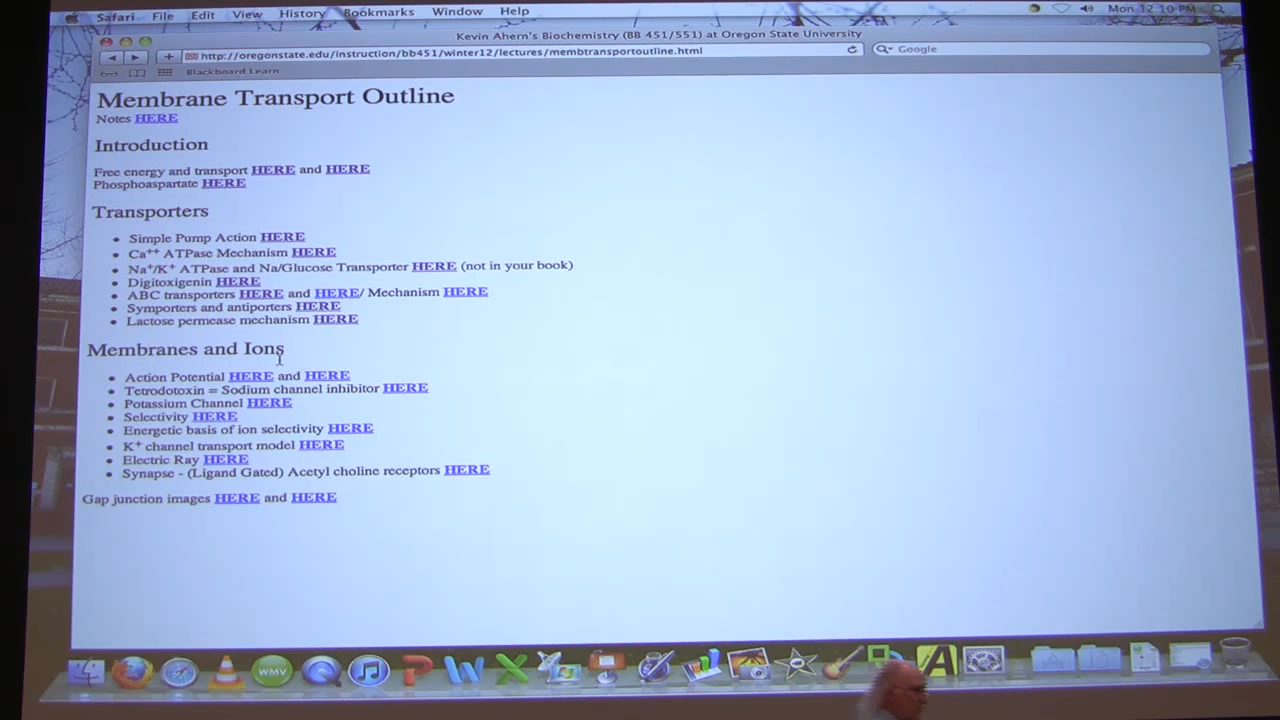 Safari File Edit View History Bookmarks Window Help Mon 12:10 PM
Kevin Ahern's Biochemistry (BB 451/551) at Oregon State University
http://oregonstate.edu/instruction/bb451/winter12/lectures/membtransportoutline.html Google
Blackboard Learn
Membrane Transport Outline
Notes HERE
Introduction
Free energy and transport HERE and HERE
Phosphoaspartate HERE
Transporters
• Simple Pump Action HERE
• Ca++ ATPase Mechanism HERE
• Na+/K+ ATPase and Na/Glucose Transporter HERE (not in your book)
• Digitoxigenin HERE
• ABC transporters HERE and HERE/ Mechanism HERE
• Symporters and antiporters HERE
• Lactose permease mechanism HERE
Membranes and Ions
• Action Potential HERE and HERE
• Tetrodotoxin = Sodium channel inhibitor HERE
• Potassium Channel HERE
• Selectivity HERE
• Energetic basis of ion selectivity HERE
• K+ channel transport model HERE
• Electric Ray HERE
• Synapse - (Ligand Gated) Acetyl choline receptors HERE
Gap junction images HERE and HERE
WMV